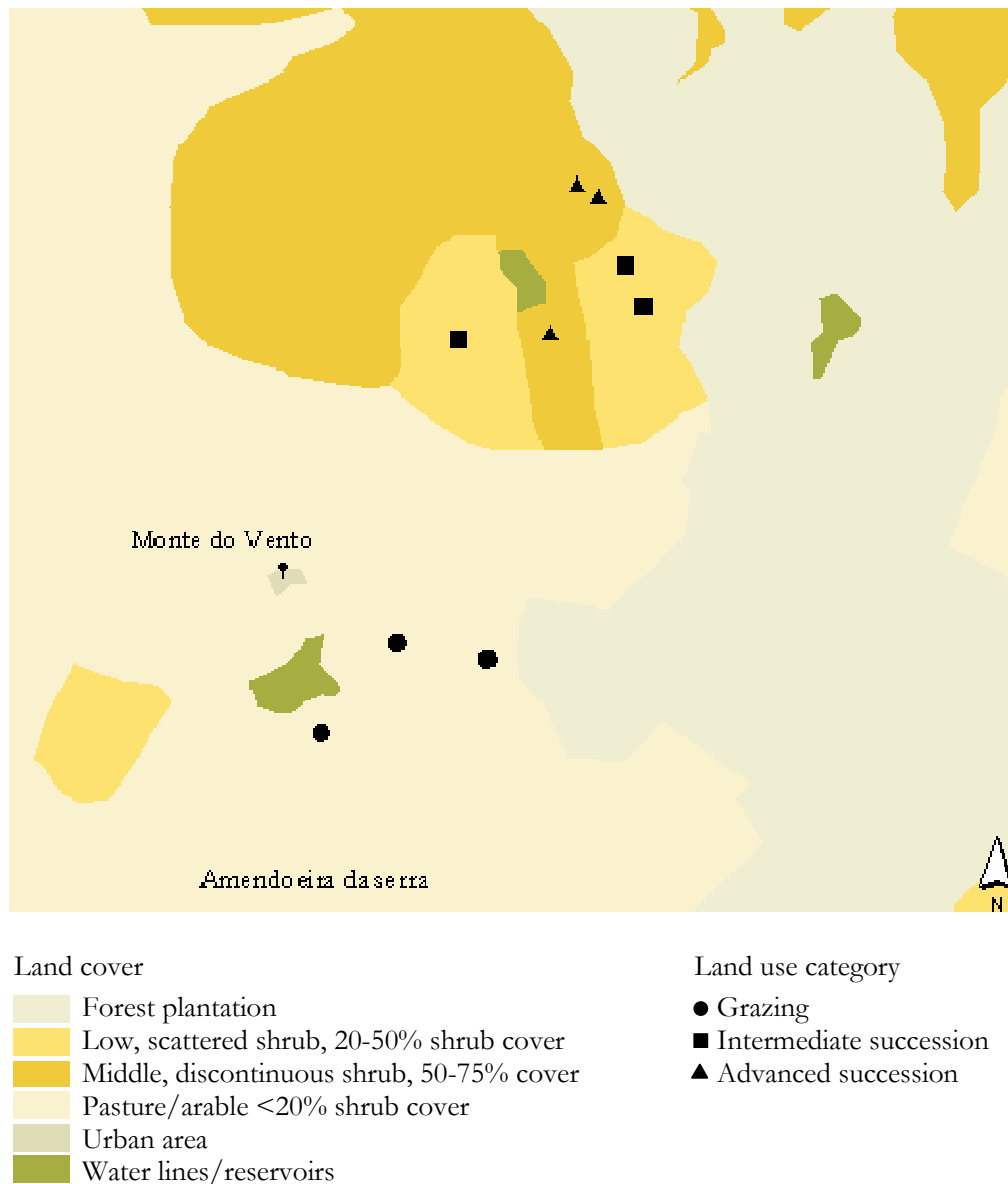 Monte do Vento
Amendoeira da serra
N
Land cover
Forest plantation
Low, scattered shrub, 20-50% shrub cover
Middle, discontinuous shrub, 50-75% cover
Pasture/arable <20% shrub cover
Urban area
Water lines/reservoirs
Land use category
Grazing
Intermediate succession
Advanced succession